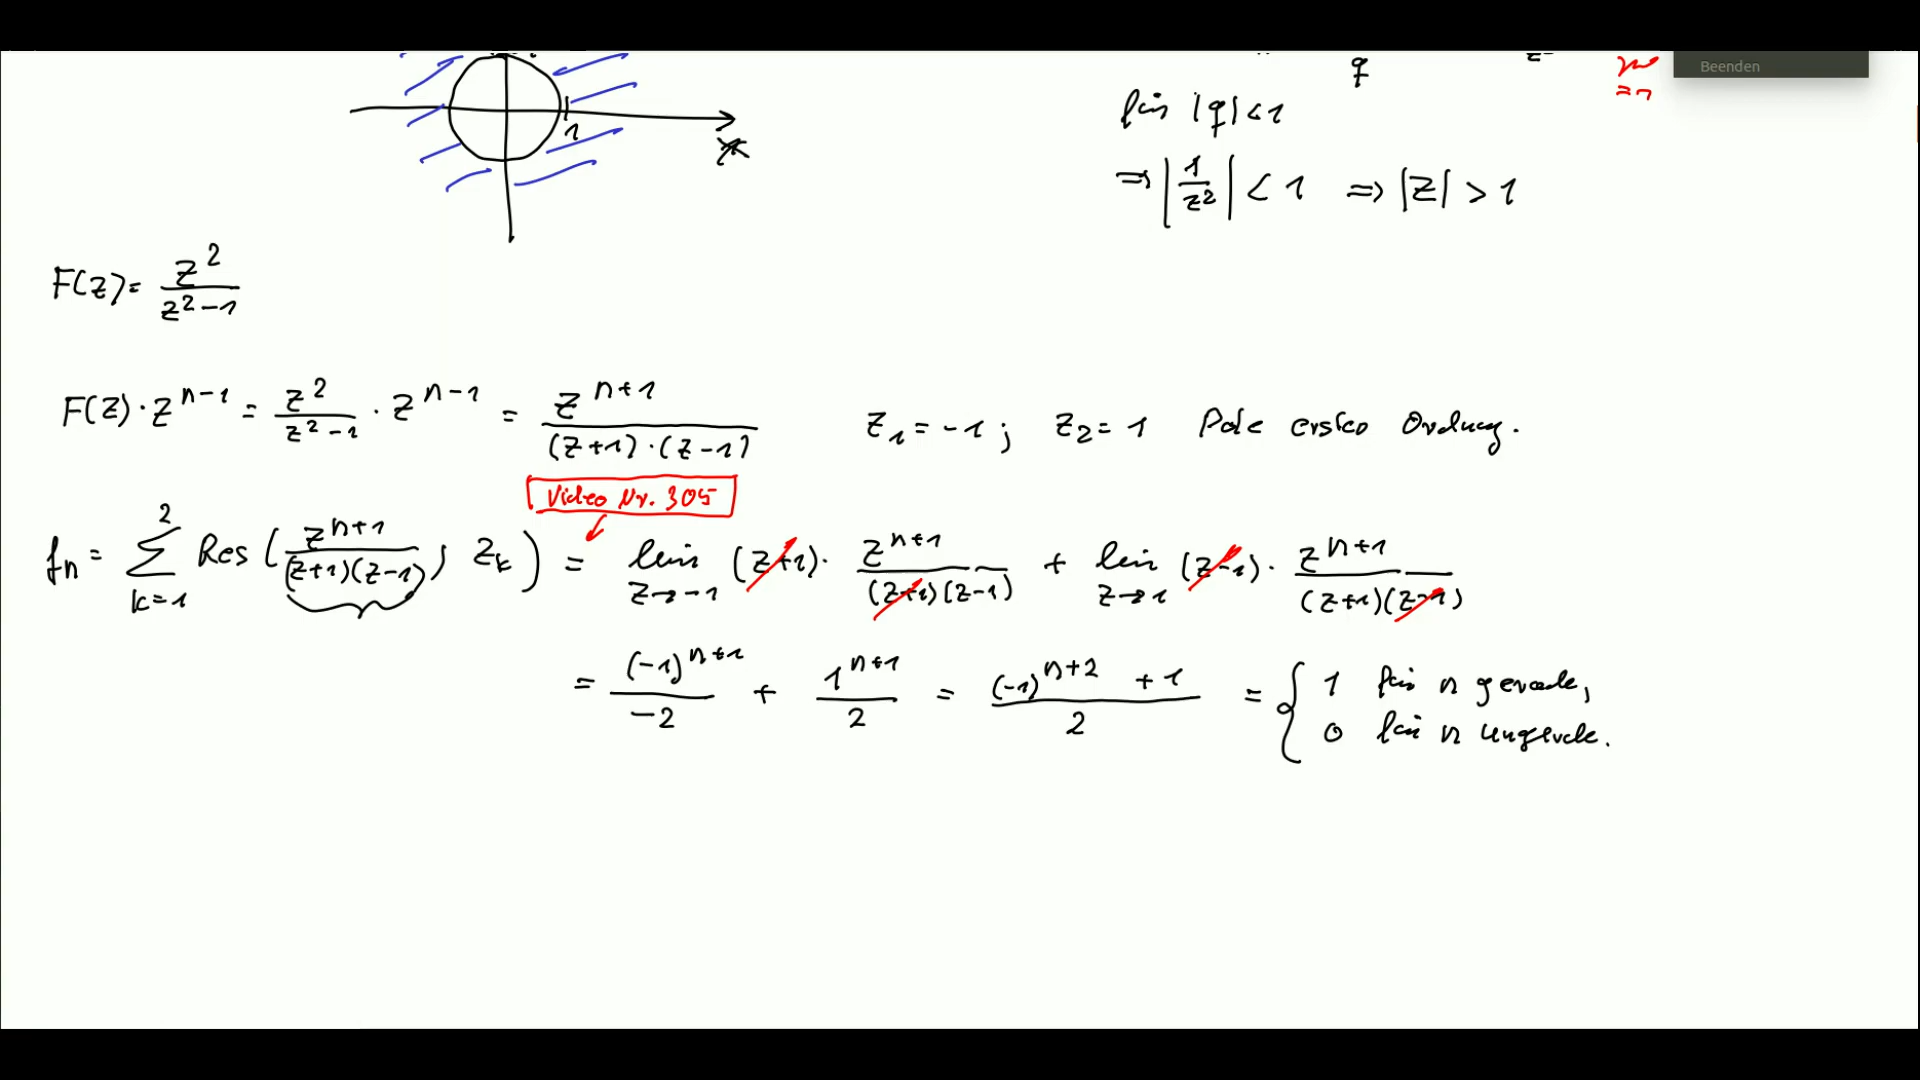 Beenden
q
= n
für |q| < 1
1
⇒ |1/z²| < 1 ⇒ |z| > 1
F(z) = z²/(z²-1)
F(z) · z^(n-1) = z²/(z²-1) · z^(n-1) = z^(n+1)/((z+1)·(z-1)) z₁ = -1; z₂ = 1 Pole erster Ordnung.
Video Nr. 305
fn = ∑_(k=1)^2 Res (z^(n+1)/((z+1)(z-1)); z_k) = lim_(z→-1) (z+1) · z^(n+1)/((z+1)(z-1)) + lim_(z→1) (z-1) · z^(n+1)/((z+1)(z-1))
= (-1)^(n+1)/(-2) + 1^(n+1)/2 = ((-1)^(n+2) + 1)/2 = { 1 für n gerade,
0 für n ungerade.